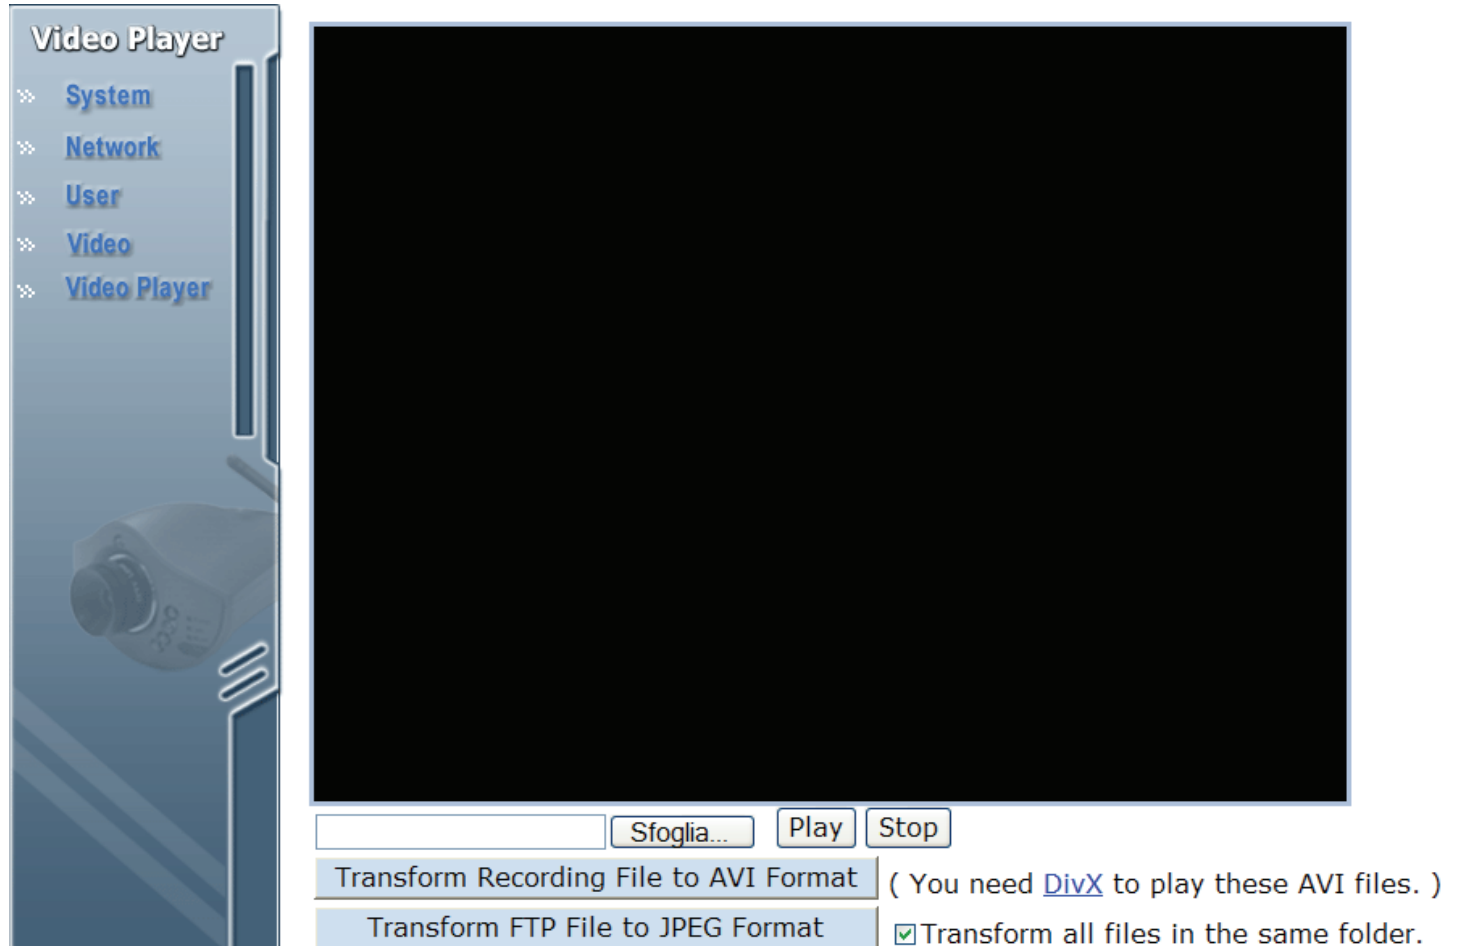 Video Player
System
Network
User
Video
Video Player
Sfoglia... Play Stop
Transform Recording File to AVI Format ( You need DivX to play these AVI files. )
Transform FTP File to JPEG Format Transform all files in the same folder.